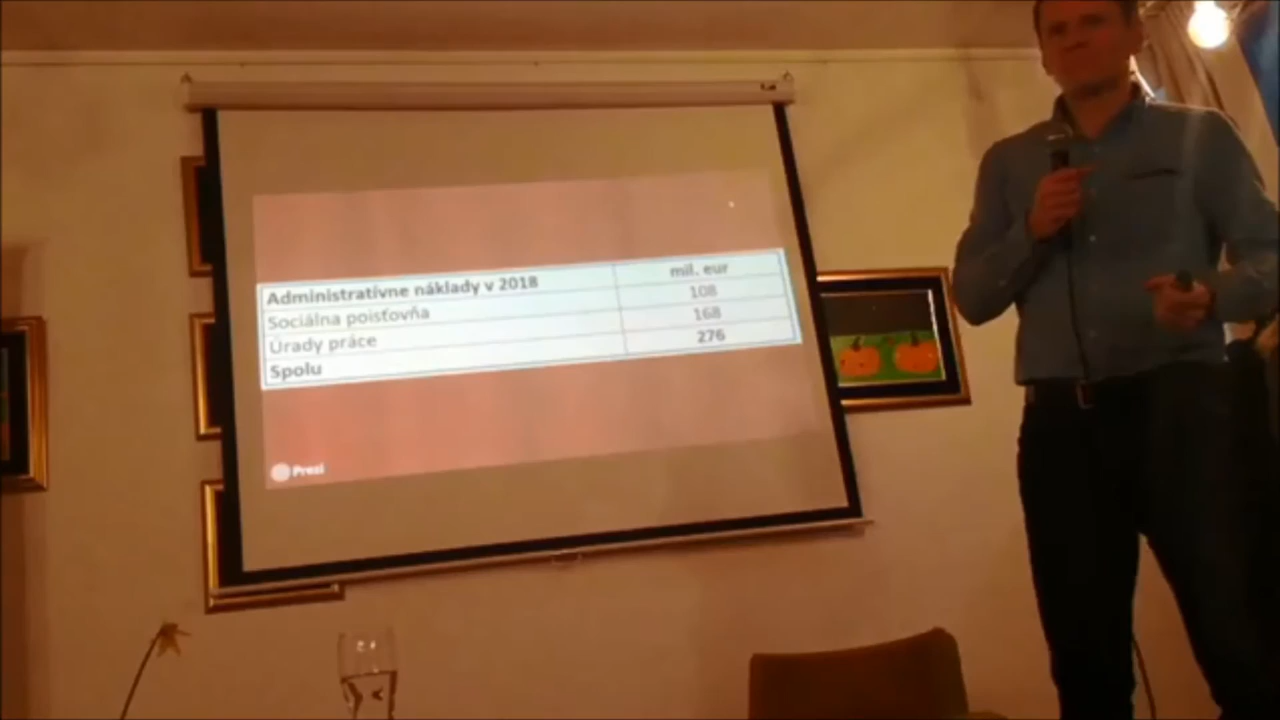 Administratívne náklady v 2018 mil. eur
Sociálna poisťovňa 108
Úrady práce 168
Spolu 276
Prezi